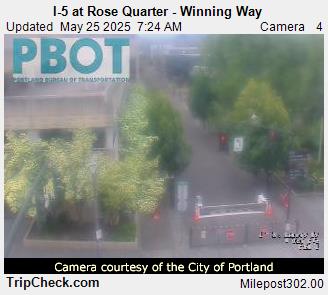 I-5 at Rose Quarter - Winning Way
Updated May 25 2025 7:24 AM Camera 4
PBOT
PORTLAND BUREAU OF TRANSPORTATION
Camera courtesy of the City of Portland
TripCheck.com Milepost302.00